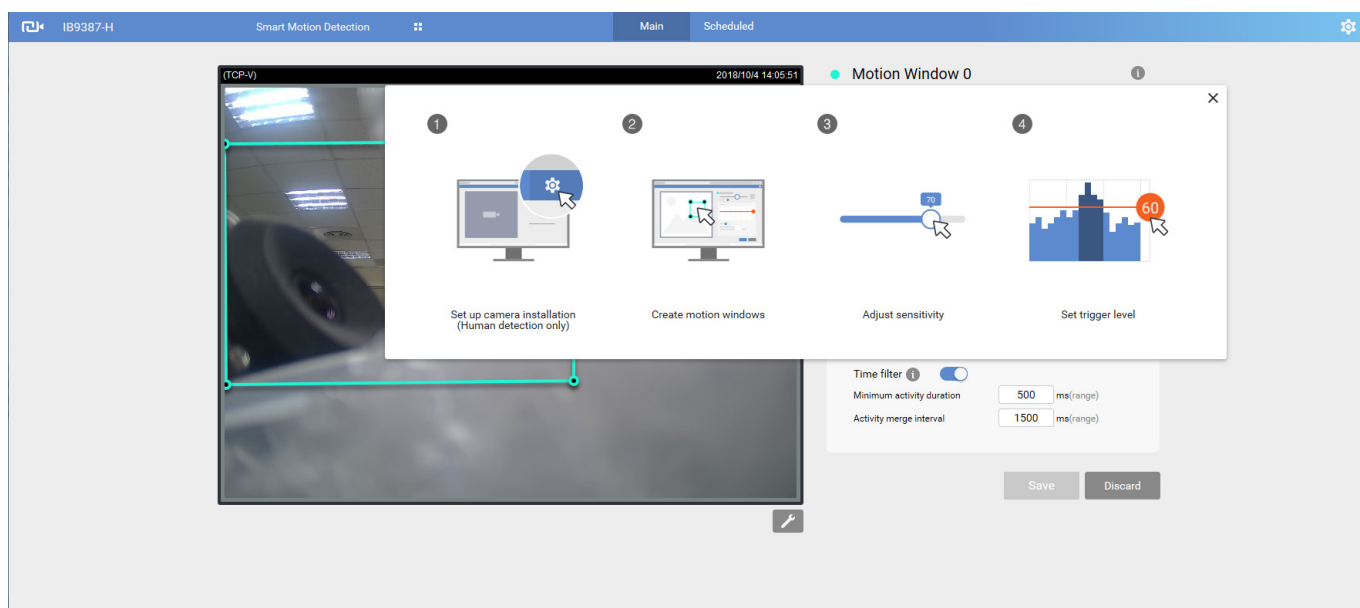 IB9387-H
Smart Motion Detection
Main
Scheduled
(TCP-V)
2018/10/4 14:05:51
Motion Window 0
1
2
3
4
70
60
Set up camera installation
(Human detection only)
Create motion windows
Adjust sensitivity
Set trigger level
Time filter
Minimum activity duration
500
ms(range)
Activity merge interval
1500
ms(range)
Save
Discard